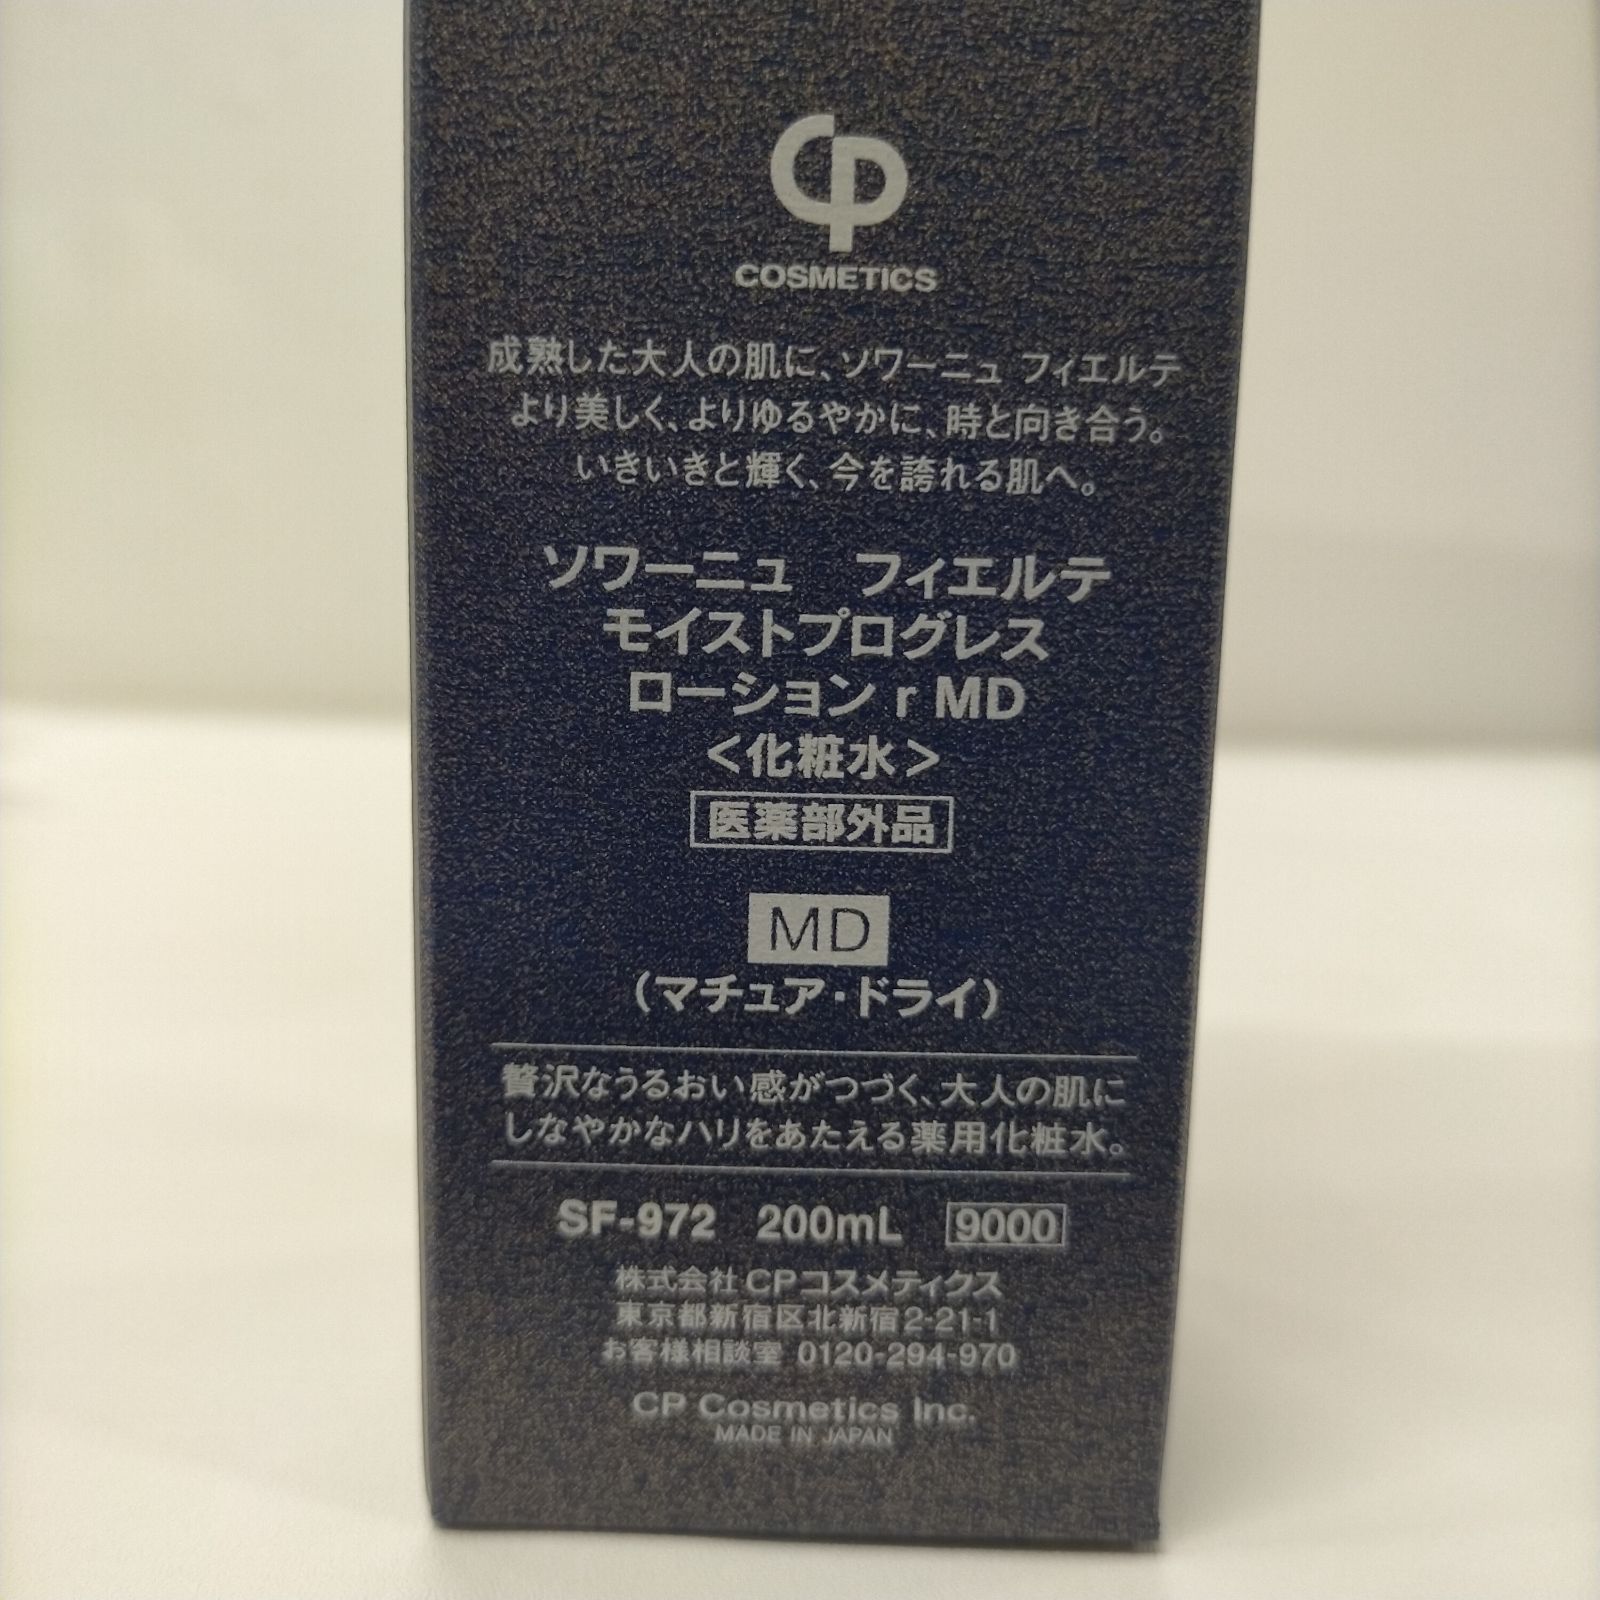 CP
COSMETICS
成熟した大人の肌に、ソワーニュ フィエルテ
より美しく、よりゆるやかに、時と向き合う。
いきいきと輝く、今を誇れる肌へ。
ソワーニュ　フィエルテ
モイストプログレス
ローション r MD
<化粧水>
医薬部外品
MD
(マチュア・ドライ)
贅沢なうるおい感がつづく、大人の肌に
しなやかなハリをあたえる薬用化粧水。
SF-972 200mL 9000
株式会社 CPコスメティクス
東京都新宿区北新宿2-21-1
お客様相談室 0120-294-970
CP Cosmetics Inc.
MADE IN JAPAN